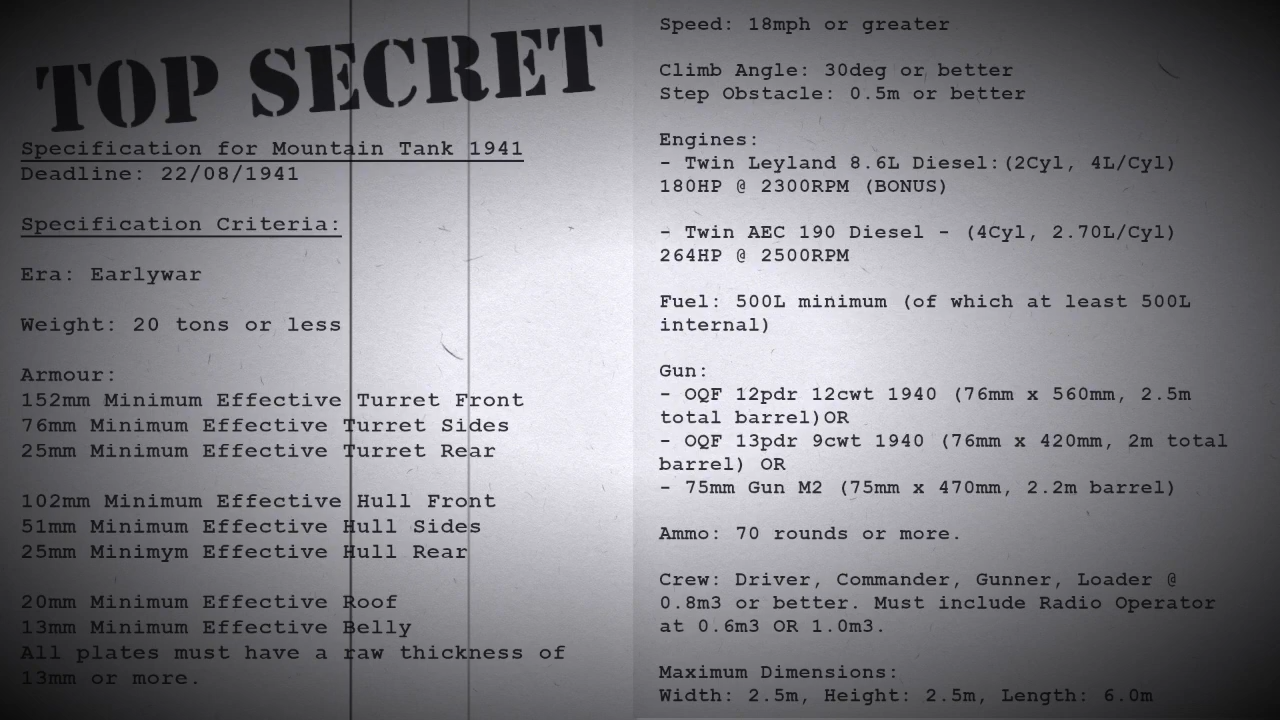 TOP SECRET
Specification for Mountain Tank 1941
Deadline: 22/08/1941
Specification Criteria:
Era: Earlywar
Weight: 20 tons or less
Armour:
152mm Minimum Effective Turret Front
76mm Minimum Effective Turret Sides
25mm Minimum Effective Turret Rear
102mm Minimum Effective Hull Front
51mm Minimum Effective Hull Sides
25mm Minimym Effective Hull Rear
20mm Minimum Effective Roof
13mm Minimum Effective Belly
All plates must have a raw thickness of
13mm or more.
Speed: 18mph or greater
Climb Angle: 30deg or better
Step Obstacle: 0.5m or better
Engines:
- Twin Leyland 8.6L Diesel:(2Cyl, 4L/Cyl)
180HP @ 2300RPM (BONUS)
- Twin AEC 190 Diesel - (4Cyl, 2.70L/Cyl)
264HP @ 2500RPM
Fuel: 500L minimum (of which at least 500L
internal)
Gun:
- OQF 12pdr 12cwt 1940 (76mm x 560mm, 2.5m
total barrel)OR
- OQF 13pdr 9cwt 1940 (76mm x 420mm, 2m total
barrel) OR
- 75mm Gun M2 (75mm x 470mm, 2.2m barrel)
Ammo: 70 rounds or more.
Crew: Driver, Commander, Gunner, Loader @
0.8m3 or better. Must include Radio Operator
at 0.6m3 OR 1.0m3.
Maximum Dimensions:
Width: 2.5m, Height: 2.5m, Length: 6.0m